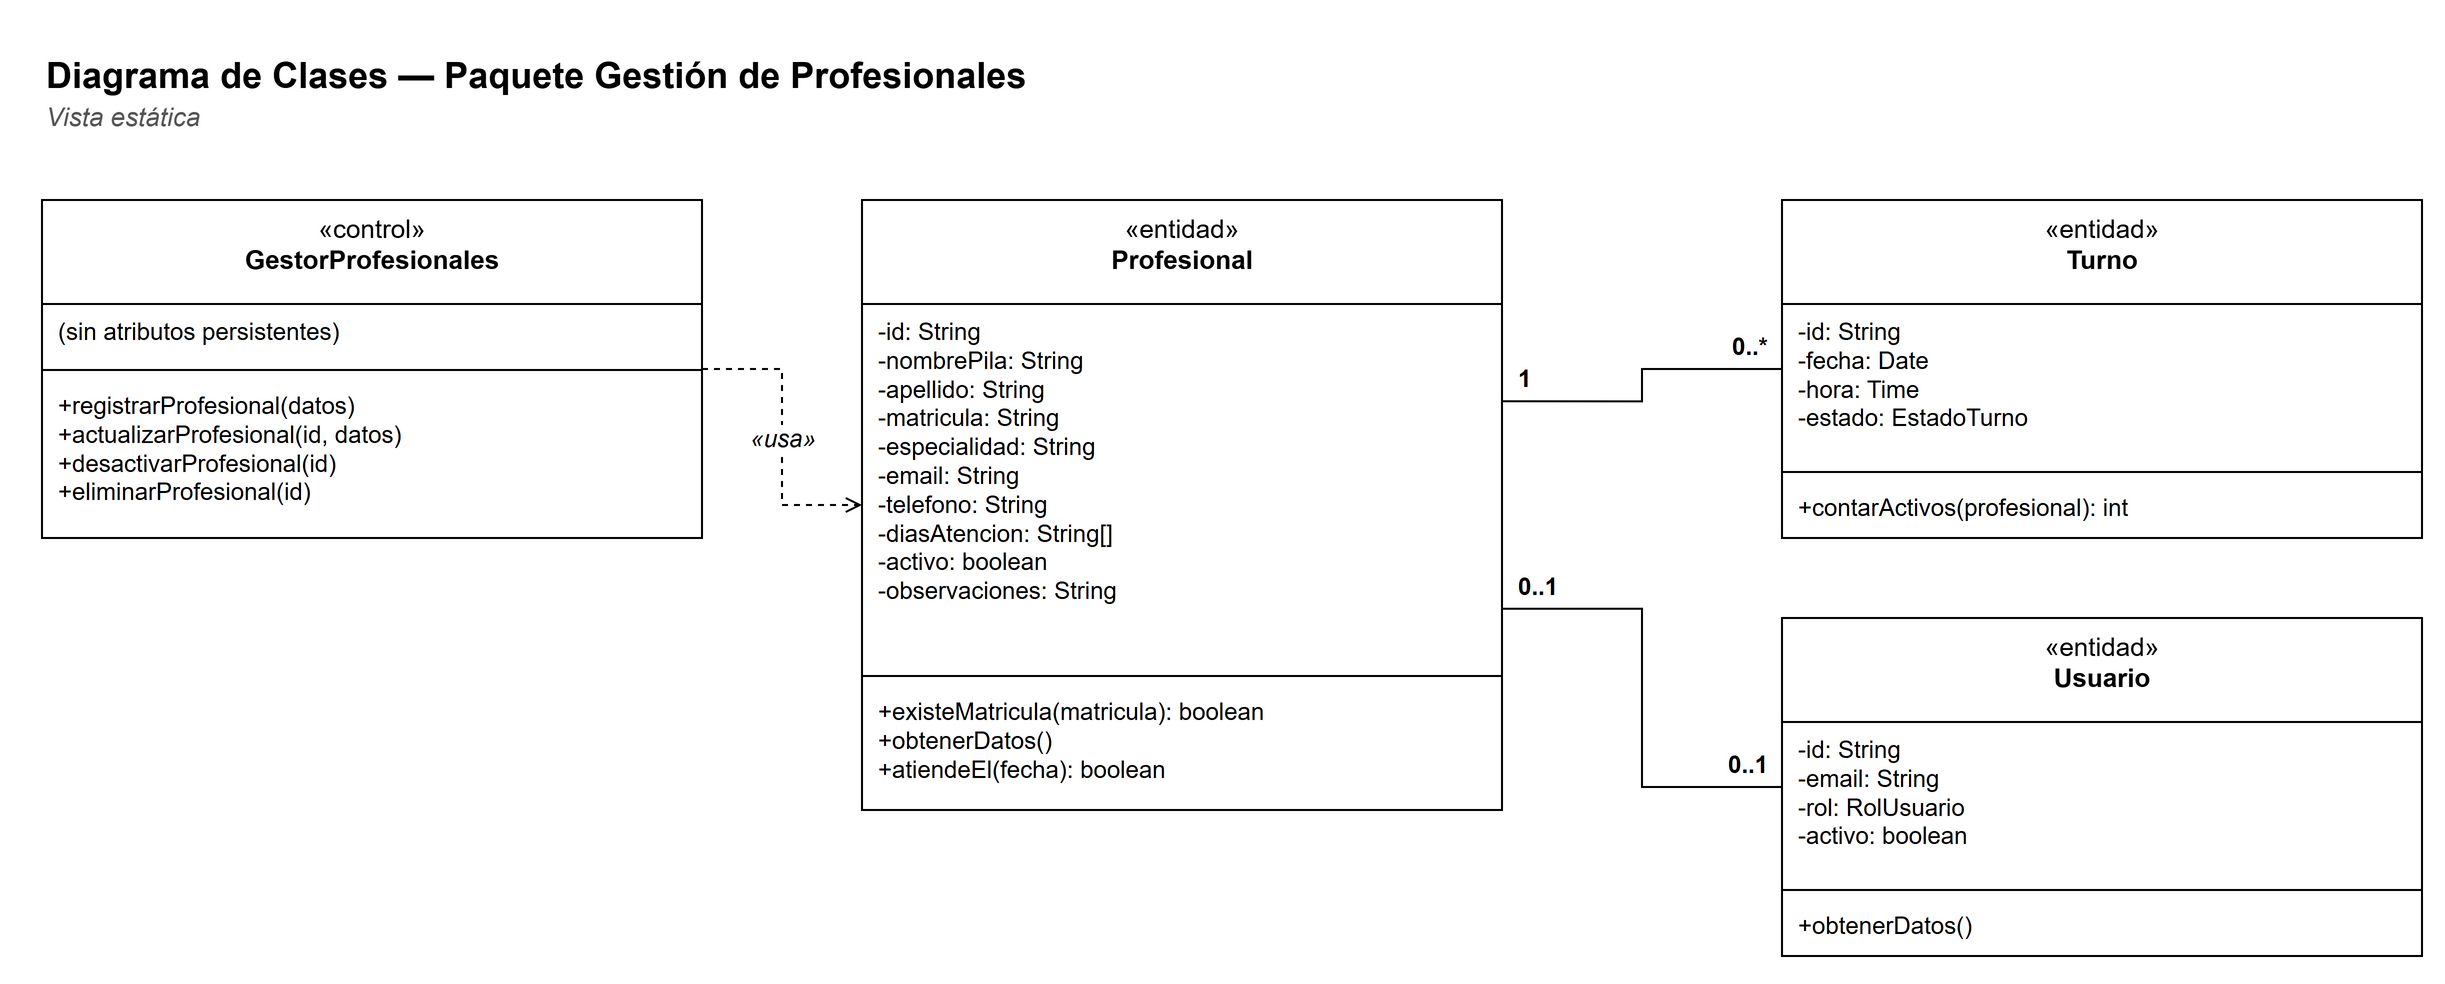 Diagrama de Clases — Paquete Gestión de Profesionales
Vista estática
«control»
GestorProfesionales
(sin atributos persistentes)
+registrarProfesional(datos)
+actualizarProfesional(id, datos)
+desactivarProfesional(id)
+eliminarProfesional(id)
«usa»
«entidad»
Profesional
-id: String
-nombrePila: String
-apellido: String
-matricula: String
-especialidad: String
-email: String
-telefono: String
-diasAtencion: String[]
-activo: boolean
-observaciones: String
+existeMatricula(matricula): boolean
+obtenerDatos()
+atiendeEl(fecha): boolean
1
0..*
0..1
0..1
«entidad»
Turno
-id: String
-fecha: Date
-hora: Time
-estado: EstadoTurno
+contarActivos(profesional): int
«entidad»
Usuario
-id: String
-email: String
-rol: RolUsuario
-activo: boolean
+obtenerDatos()